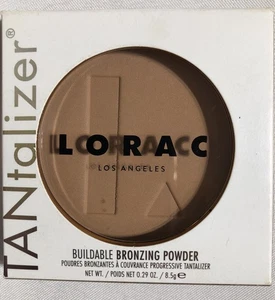 TANtalizer®
LORAC
LOS ANGELES
BUILDABLE BRONZING POWDER
POUDRES BRONZANTES À COUVRANCE PROGRESSIVE TANTALIZER
NET WT. / POIDS NET 0.29 OZ. / 8.5g ℮